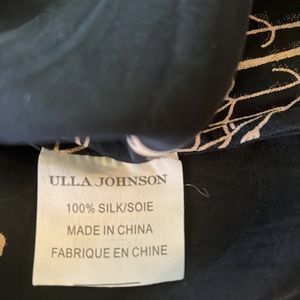 ULLA JOHNSON
100% SILK/SOIE
MADE IN CHINA
FABRIQUE EN CHINE